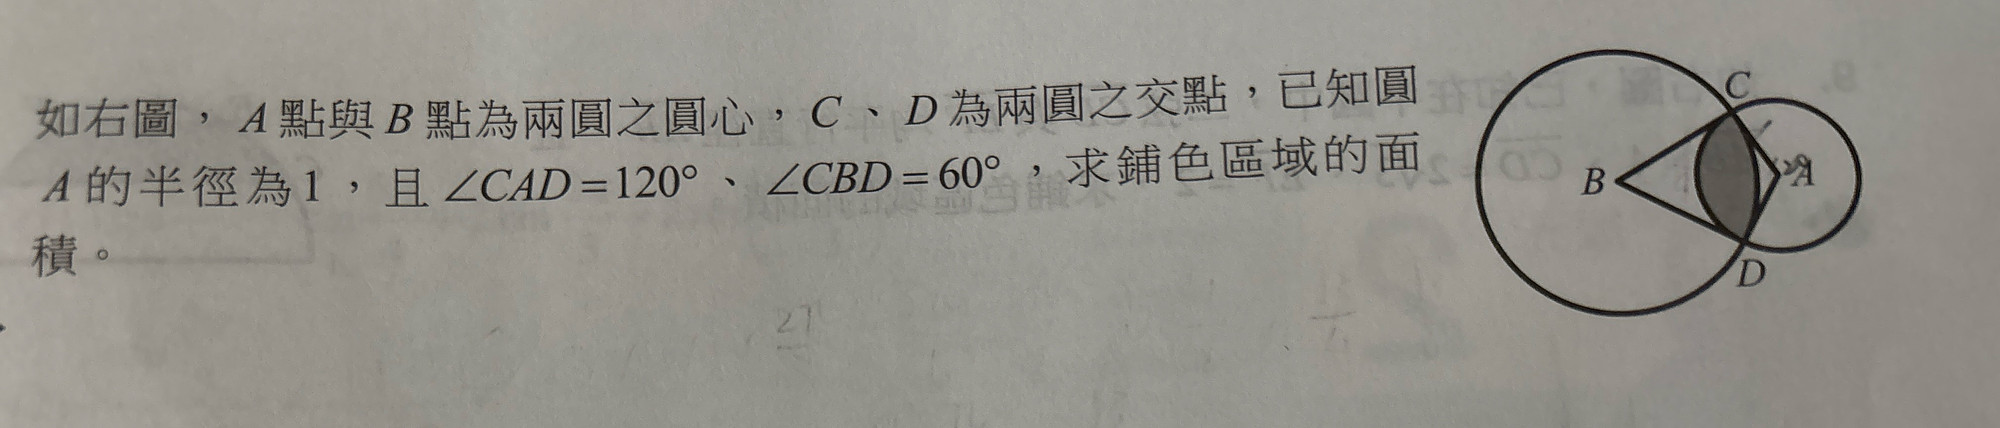 如右圖，A點與B點為兩圓之圓心，C、D為兩圓之交點，已知圓
A的半徑為1，且∠CAD=120°、∠CBD=60°，求鋪色區域的面
積。
C
B
A
D